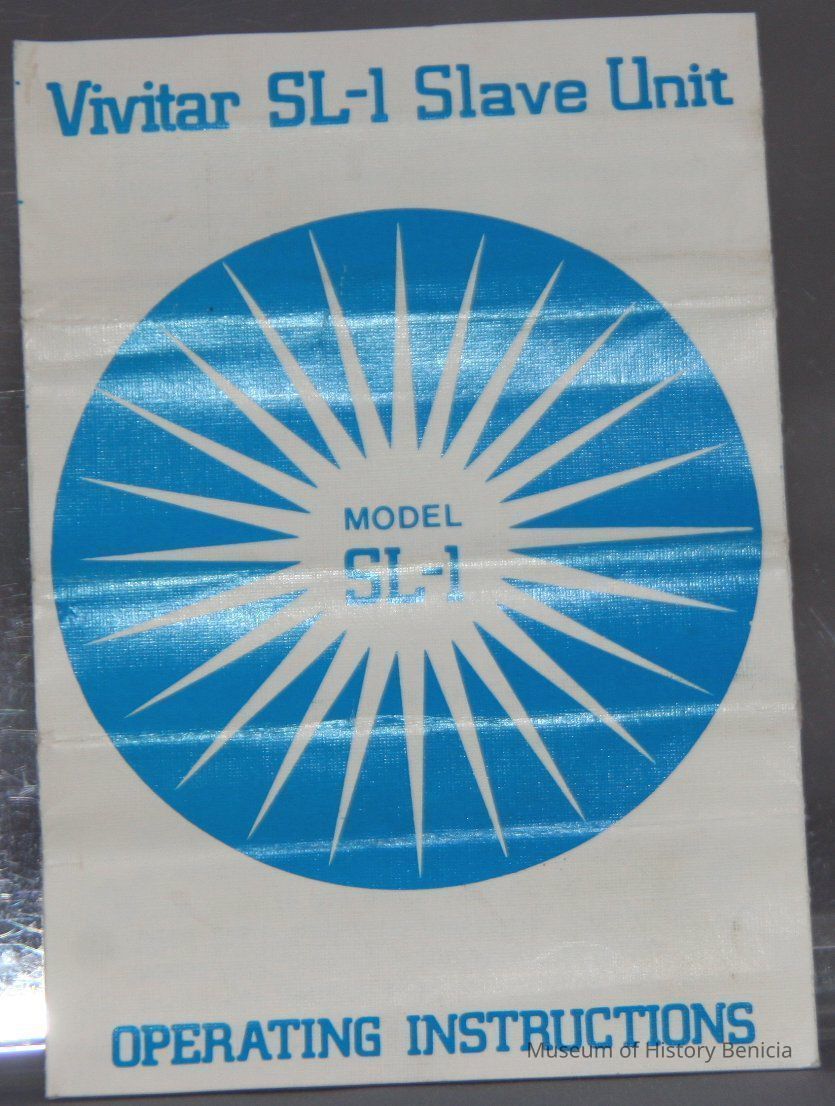 Vivitar SL-1 Slave Unit
MODEL
SL-1
OPERATING INSTRUCTIONS
Museum of History Benicia